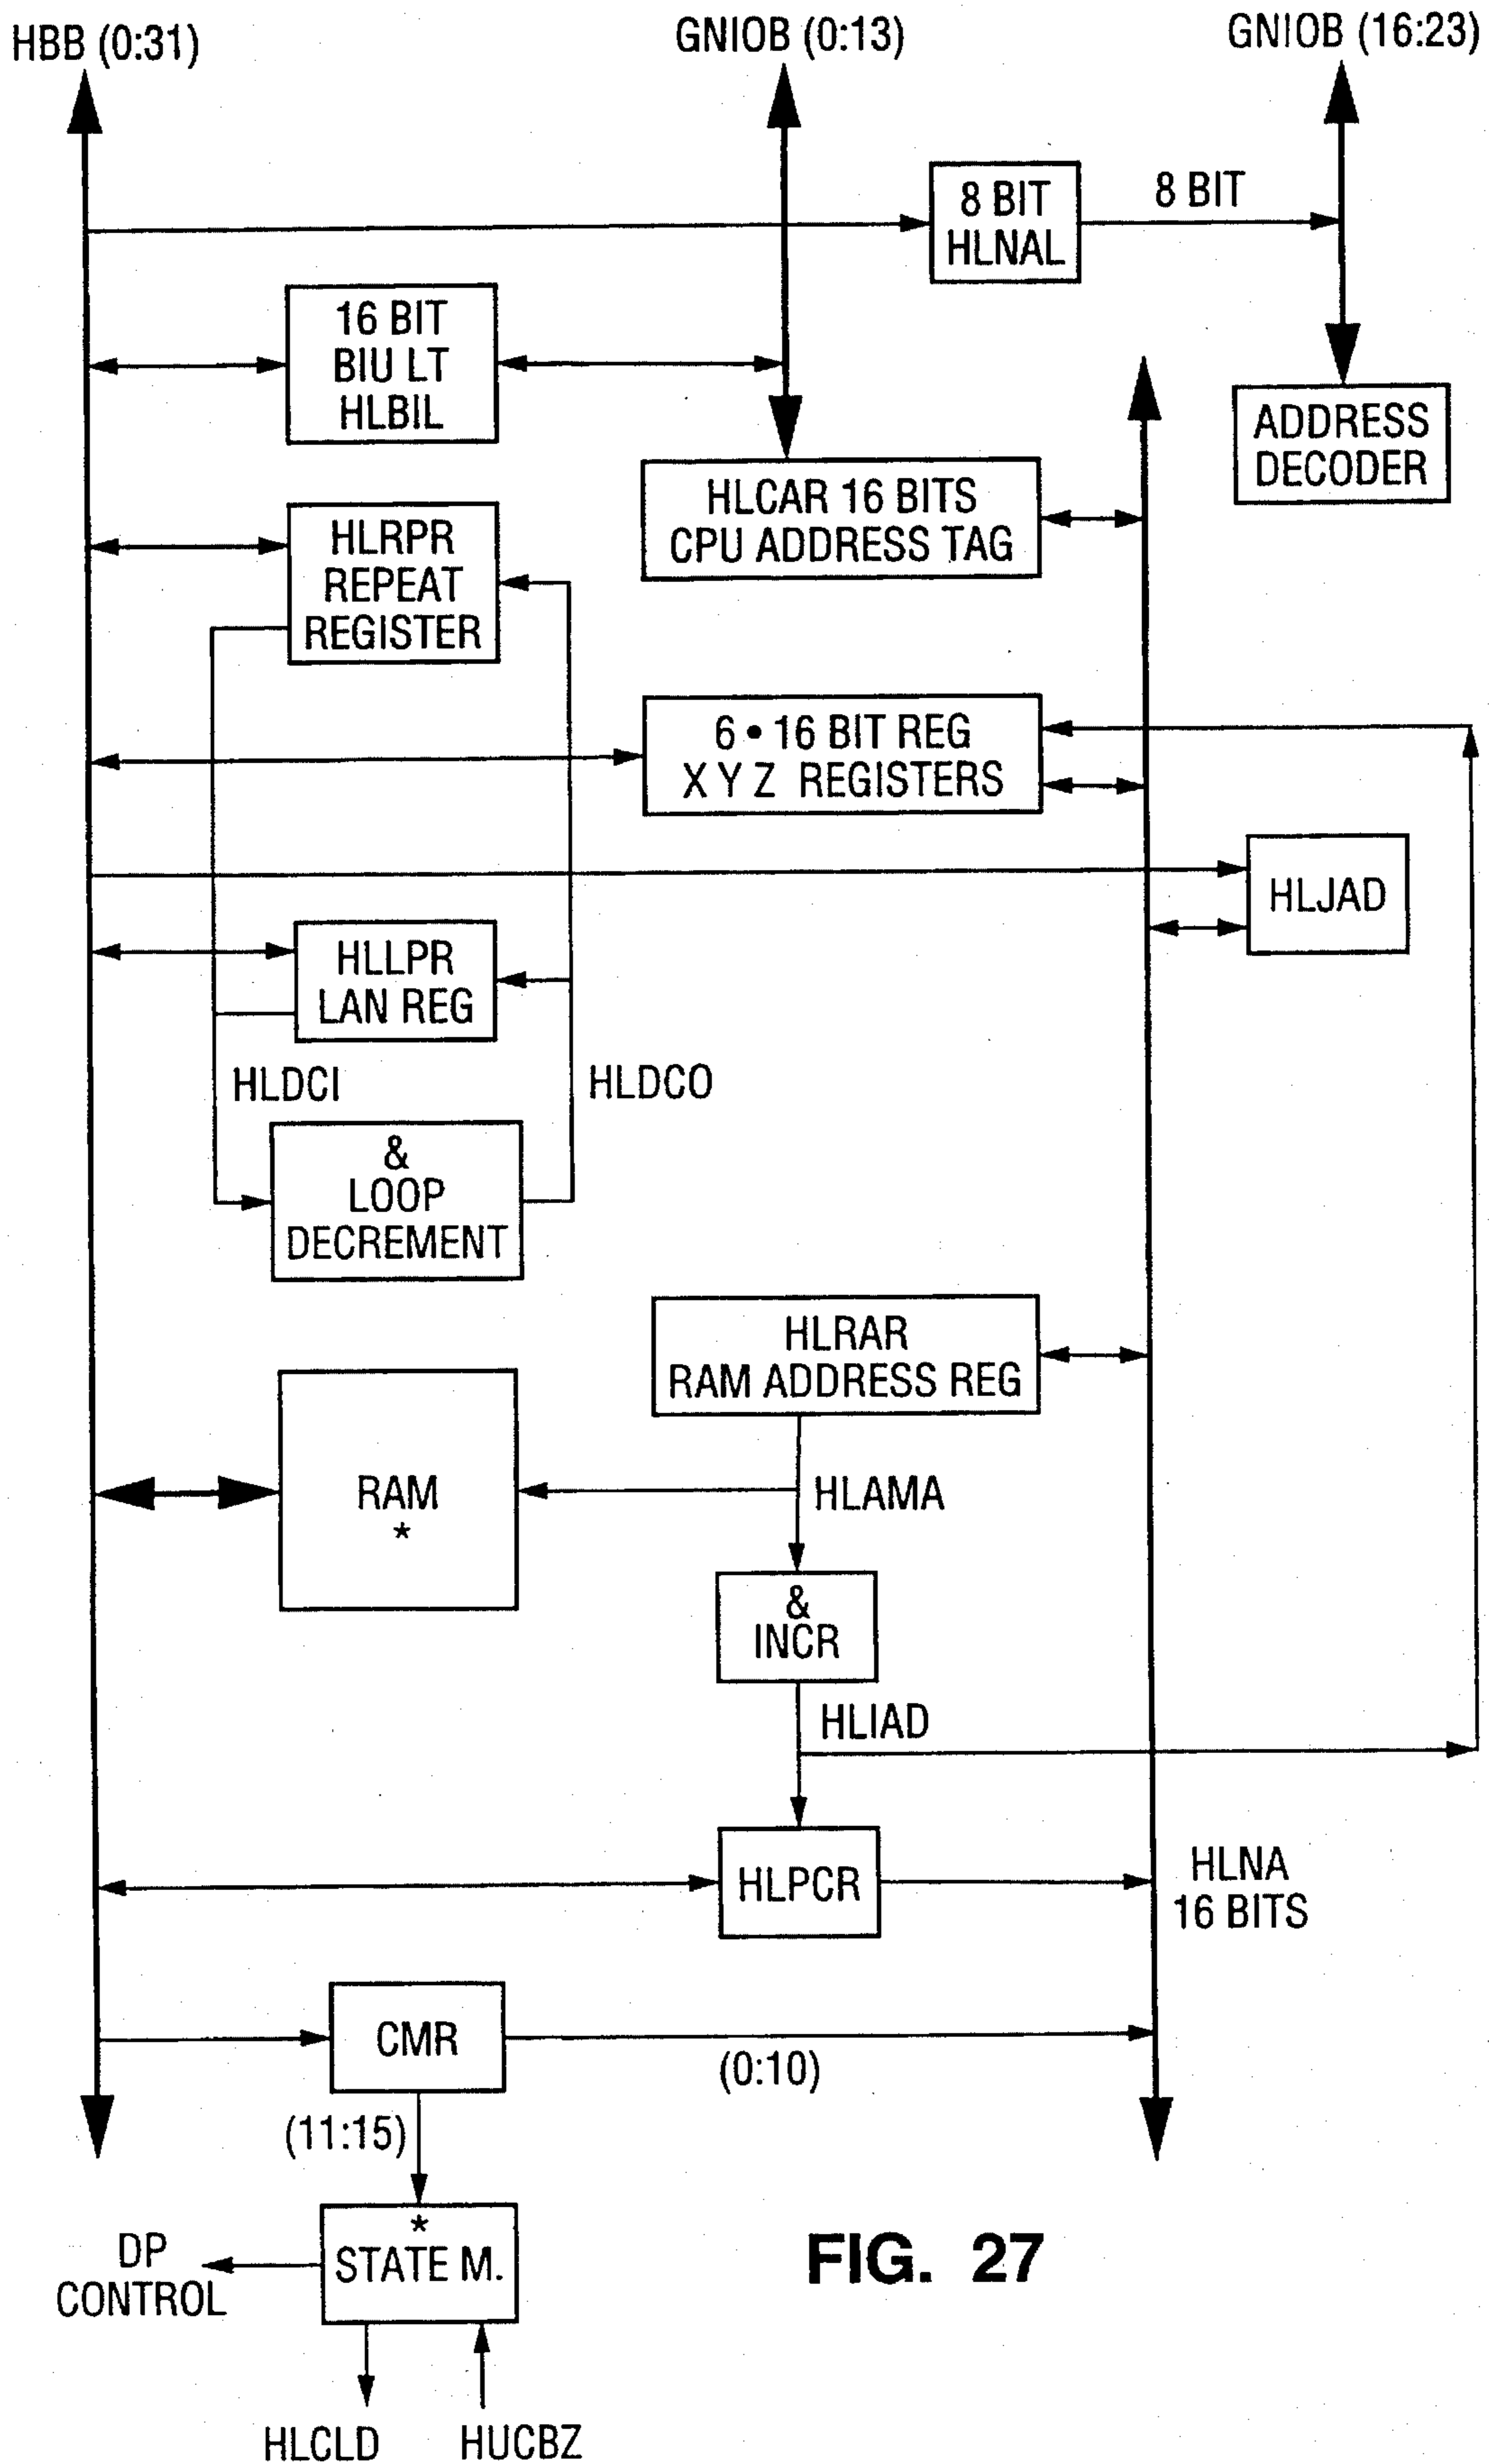 HBB (0:31)
GNIOB (0:13)
GNIOB (16:23)
8 BIT
HLNAL
8 BIT
16 BIT
BIU LT
HLBIL
ADDRESS
DECODER
HLCAR 16 BITS
CPU ADDRESS TAG
HLRPR
REPEAT
REGISTER
6 • 16 BIT REG
X Y Z REGISTERS
HLJAD
HLLPR
LAN REG
HLDCI
HLDCO
&
LOOP
DECREMENT
HLRAR
RAM ADDRESS REG
RAM
*
HLAMA
&
INCR
HLIAD
HLPCR
HLNA
16 BITS
CMR
(0:10)
(11:15)
*
STATE M.
DP
CONTROL
HLCLD
HUCBZ
FIG. 27